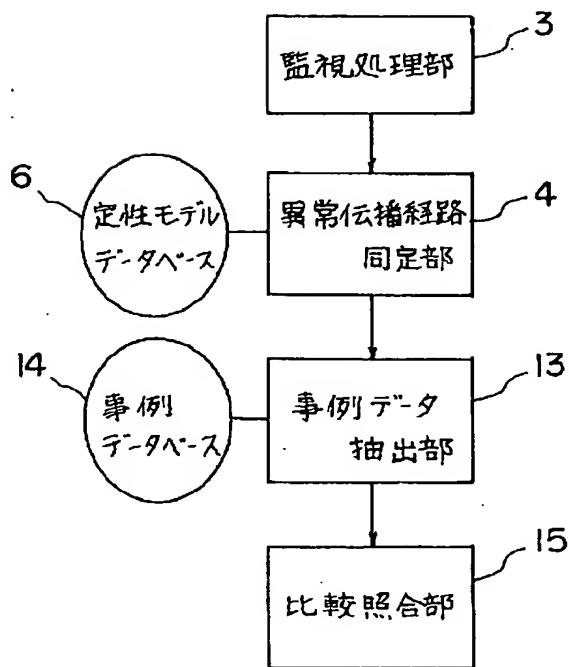 3
監視処理部
6
定性モデル
データベース
4
異常伝播経路
同定部
14
事例
データベース
13
事例データ
抽出部
15
比較照合部